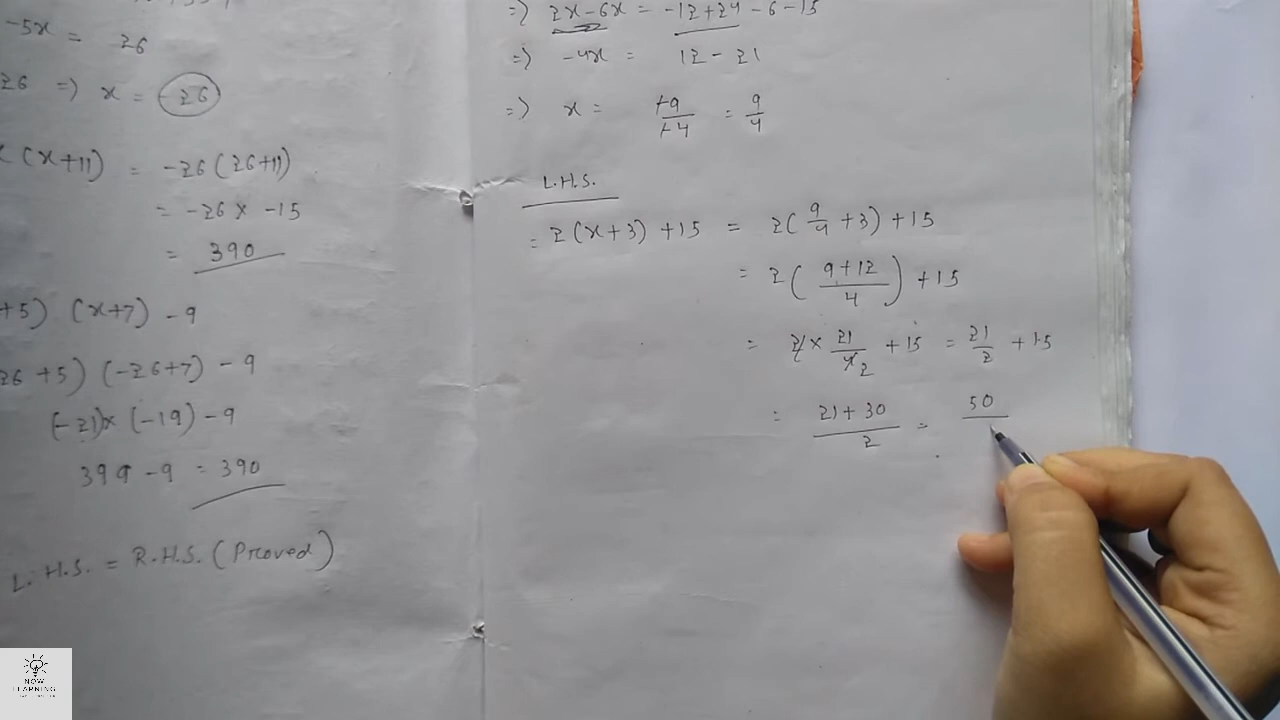 -5x = 26
26 => x = -26
(x+11) = -26(26+11)
= -26 x -15
= 390
+5) (x+7) -9
26 +5) (-26+7) - 9
(-21)x (-19) -9
399 -9 = 390
L.H.S. = R.H.S. (Proved)
=> 2x-6x = -12+24-6-15
=> -4x = 12-21
=> x = -9/-4 = 9/4
L.H.S.
= 2(x+3) +15 = 2(9/4 +3) +15
= 2(9+12/4) +15
= 2x 21/4 2 +15 = 21/2 +15
= 21+30/2 = 50
NOW
LEARNING